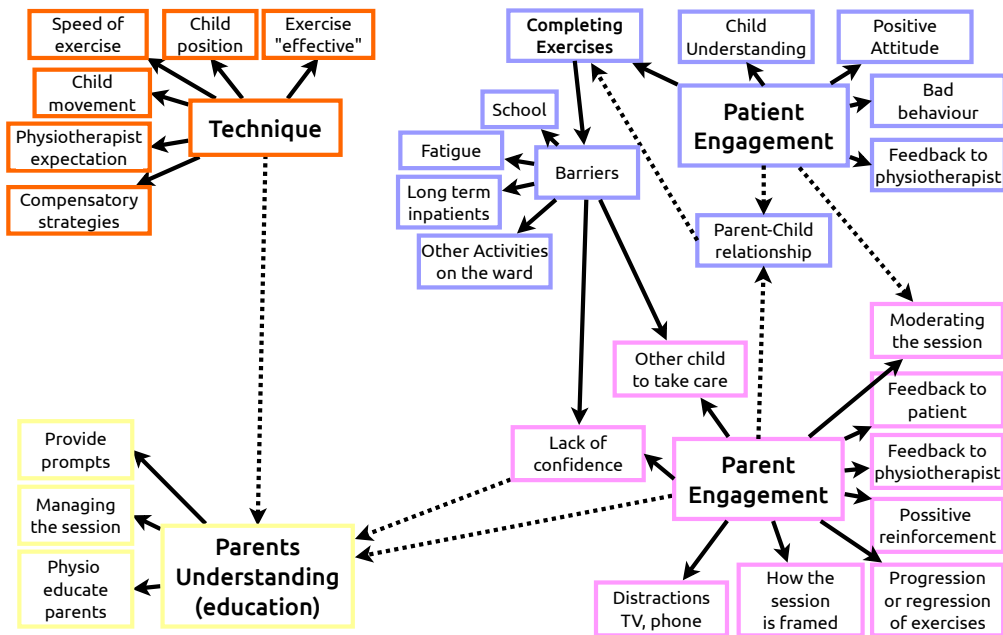 Speed of
exercise
Child
position
Exercise
"effective"
Child
movement
Technique
Physiotherapist
expectation
Compensatory
strategies
Completing
Exercises
Child
Understanding
Positive
Attitude
School
Patient
Engagement
Bad
behaviour
Fatigue
Barriers
Feedback to
physiotherapist
Long term
inpatients
Other Activities
on the ward
Parent-Child
relationship
Moderating
the session
Other child
to take care
Feedback to
patient
Provide
prompts
Lack of
confidence
Parent
Engagement
Feedback to
physiotherapist
Managing
the session
Possitive
reinforcement
Parents
Understanding
(education)
Physio
educate
parents
Distractions
TV, phone
How the
session
is framed
Progression
or regression
of exercises